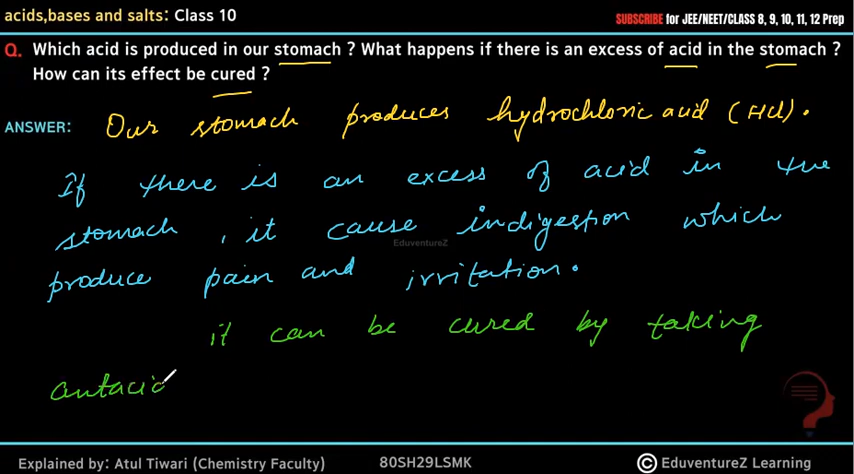 acids,bases and salts: Class 10
SUBSCRIBE for JEE/NEET/CLASS 8, 9, 10, 11, 12 Prep
Q. Which acid is produced in our stomach ? What happens if there is an excess of acid in the stomach ?
How can its effect be cured ?
ANSWER: Our stomach produces hydrochloric acid (HCl).
If there is an excess of acid in the
stomach , it cause indigestion which
EduventureZ
produce pain and irritation.
it can be cured by taking
antacid
Explained by: Atul Tiwari (Chemistry Faculty)
80SH29LSMK
© EduventureZ Learning